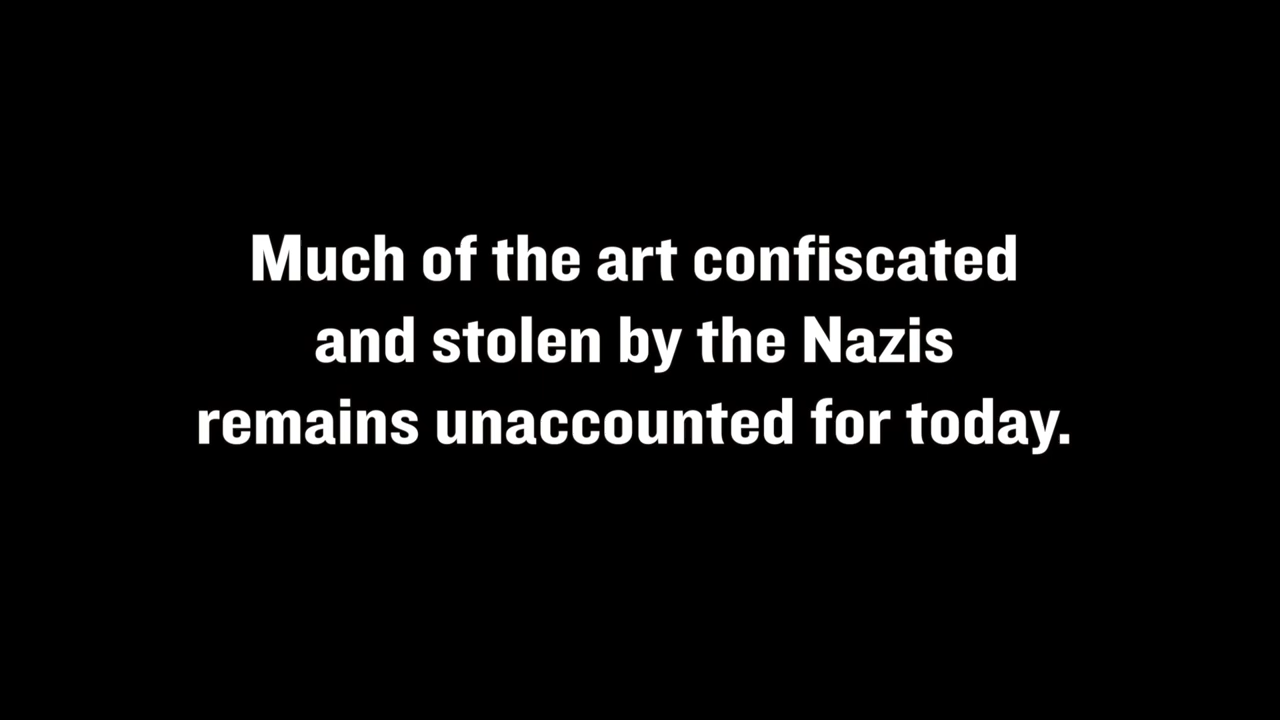 Much of the art confiscated
and stolen by the Nazis
remains unaccounted for today.